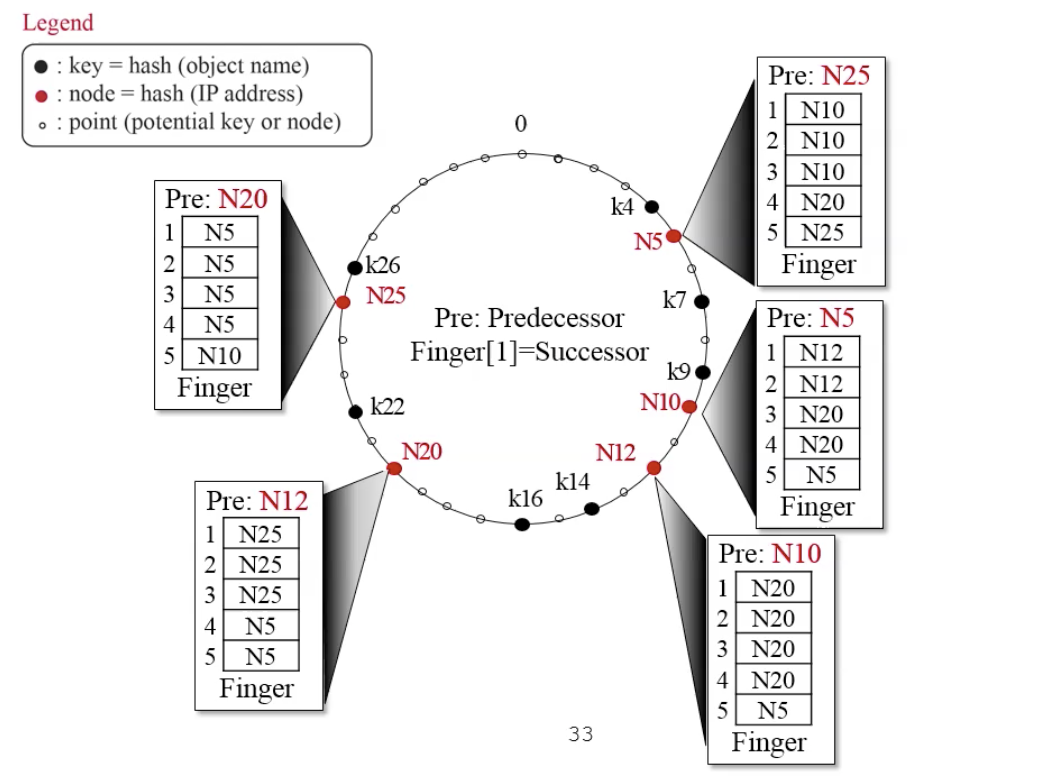 Legend
● : key = hash (object name)
● : node = hash (IP address)
○ : point (potential key or node)
0
Pre: N25
1 N10
2 N10
3 N10
4 N20
5 N25
Finger
Pre: N20
1 N5
2 N5
3 N5
4 N5
5 N10
Finger
k4
N5
k26
N25
k7
Pre: Predecessor
Finger[1]=Successor
Pre: N5
1 N12
2 N12
3 N20
4 N20
5 N5
Finger
k9
N10
k22
N20
N12
k14
k16
Pre: N12
1 N25
2 N25
3 N25
4 N5
5 N5
Finger
Pre: N10
1 N20
2 N20
3 N20
4 N20
5 N5
Finger
33